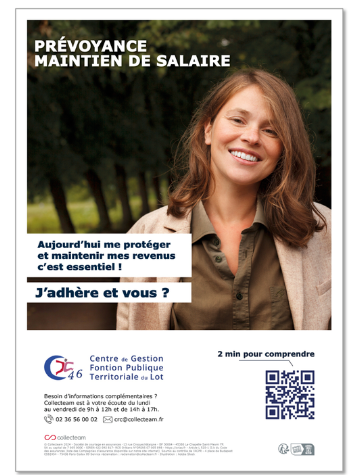 PRÉVOYANCE
MAINTIEN DE SALAIRE
Aujourd'hui me protéger
et maintenir mes revenus
c'est essentiel !
J'adhère et vous ?
46
Centre de Gestion
Fontion Publique
Territoriale du Lot
2 min pour comprendre
Besoin d'informations complémentaire ?
Collecteam est à votre écoute du lundi
au vendredi de 9h à 12h et de 14h à 17h.
02 36 56 00 02 crc@collecteam.fr
collecteam